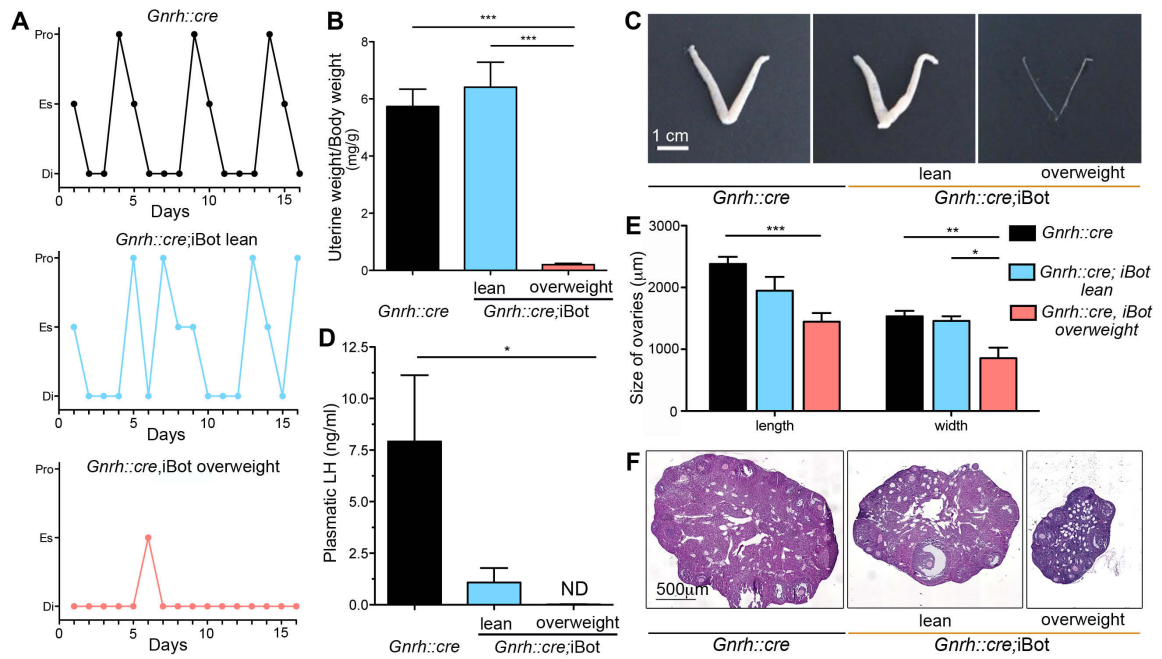 A
Gnrh::cre
Pro
Es
Di
0
5
10
15
Days
Gnrh::cre;iBot lean
Pro
Es
Di
0
5
10
15
Days
Gnrh::cre,iBot overweight
Pro
Es
Di
0
5
10
15
Days
B
***
***
Uterine weight/Body weight
(mg/g)
8
6
4
2
0
lean
overweight
Gnrh::cre
Gnrh::cre;iBot
C
1 cm
lean
overweight
Gnrh::cre
Gnrh::cre;iBot
D
*
Plasmatic LH (ng/ml)
12.5
10.0
7.5
5.0
2.5
0.0
ND
lean
overweight
Gnrh::cre
Gnrh::cre;iBot
E
Size of ovaries (μm)
3000
2000
1000
0
***
**
*
length
width
Gnrh::cre
Gnrh::cre; iBot
lean
Gnrh::cre, iBot
overweight
F
500μm
lean
overweight
Gnrh::cre
Gnrh::cre;iBot